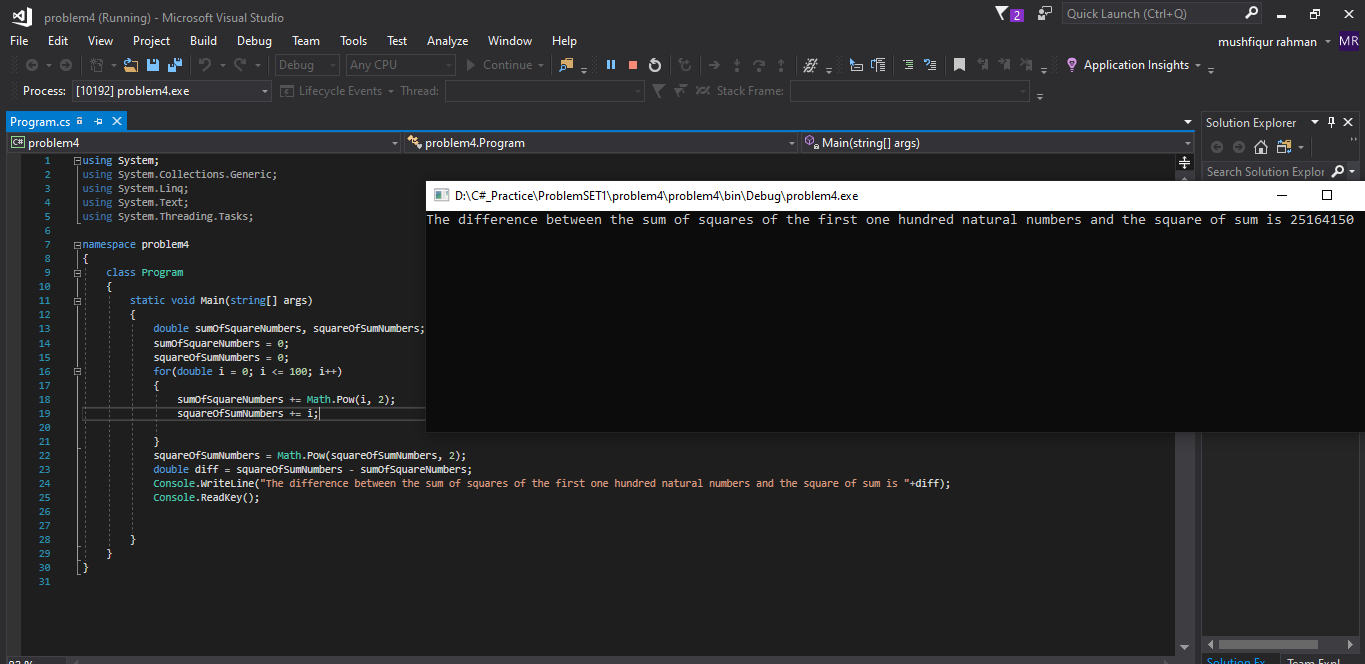 problem4 (Running) - Microsoft Visual Studio
2
Quick Launch (Ctrl+Q)
File Edit View Project Build Debug Team Tools Test Analyze Window Help
mushfiqur rahman MR
Debug Any CPU Continue Application Insights
Process: [10192] problem4.exe Lifecycle Events Thread: Stack Frame:
Program.cs
Solution Explorer
C# problem4
problem4.Program
Main(string[] args)
Search Solution Explor
D:\C#_Practice\ProblemSET1\problem4\problem4\bin\Debug\problem4.exe
The difference between the sum of squares of the first one hundred natural numbers and the square of sum is 25164150
1 using System;
2 using System.Collections.Generic;
3 using System.Linq;
4 using System.Text;
5 using System.Threading.Tasks;
6
7 namespace problem4
8 {
9 class Program
10 {
11 static void Main(string[] args)
12 {
13 double sumOfSquareNumbers, squareOfSumNumbers;
14 sumOfSquareNumbers = 0;
15 squareOfSumNumbers = 0;
16 for(double i = 0; i <= 100; i++)
17 {
18 sumOfSquareNumbers += Math.Pow(i, 2);
19 squareOfSumNumbers += i;
20
21 }
22 squareOfSumNumbers = Math.Pow(squareOfSumNumbers, 2);
23 double diff = squareOfSumNumbers - sumOfSquareNumbers;
24 Console.WriteLine("The difference between the sum of squares of the first one hundred natural numbers and the square of sum is "+diff);
25 Console.ReadKey();
26
27
28 }
29 }
30 }
31
Solution Ex... Team Expl